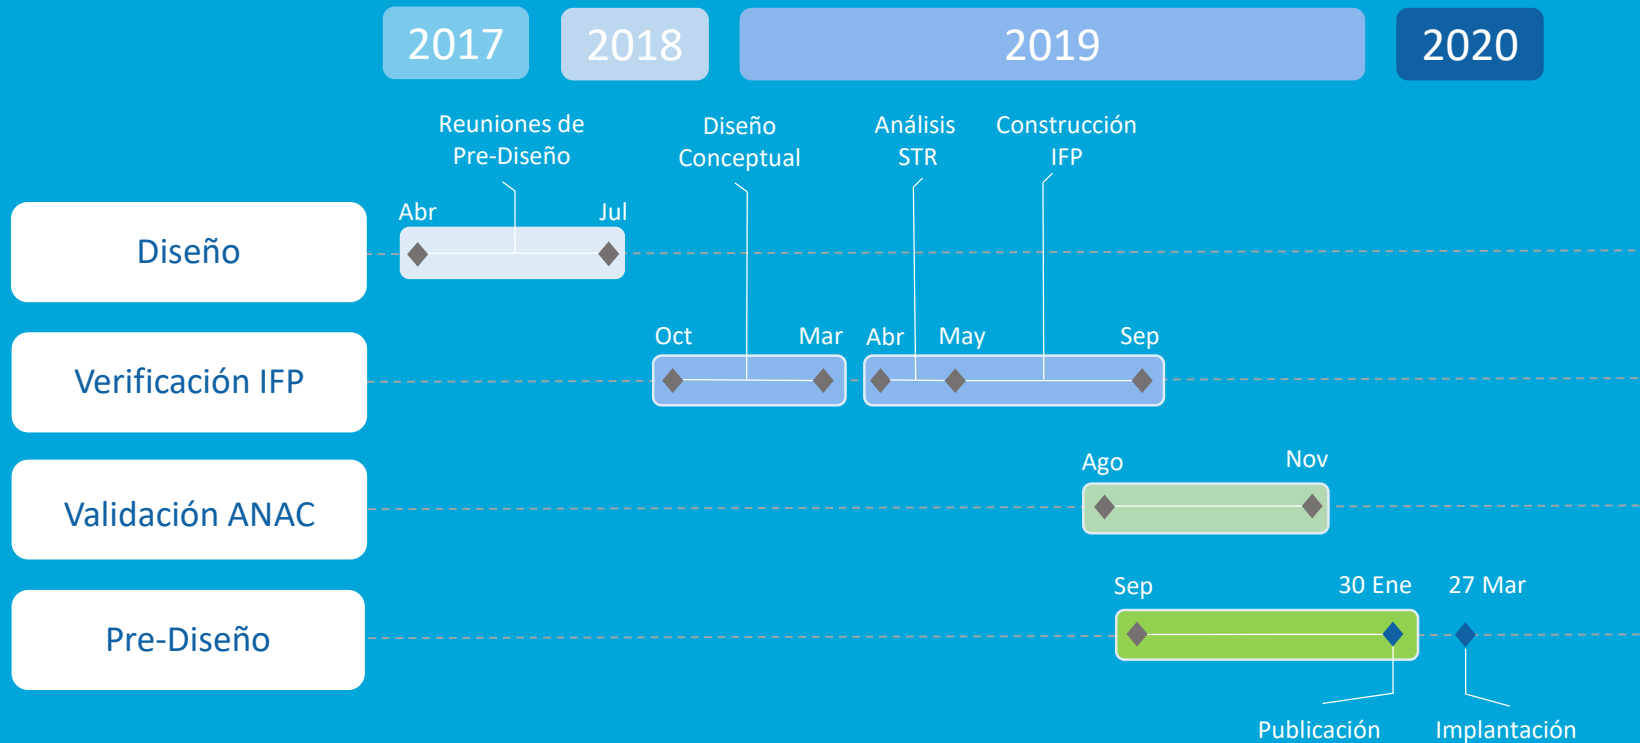 2017
2018
2019
2020
Reuniones de
Pre-Diseño
Diseño
Conceptual
Análisis
STR
Construcción
IFP
Diseño
Abr
Jul
Verificación IFP
Oct
Mar
Abr
May
Sep
Validación ANAC
Ago
Nov
Pre-Diseño
Sep
30 Ene
27 Mar
Publicación
Implantación